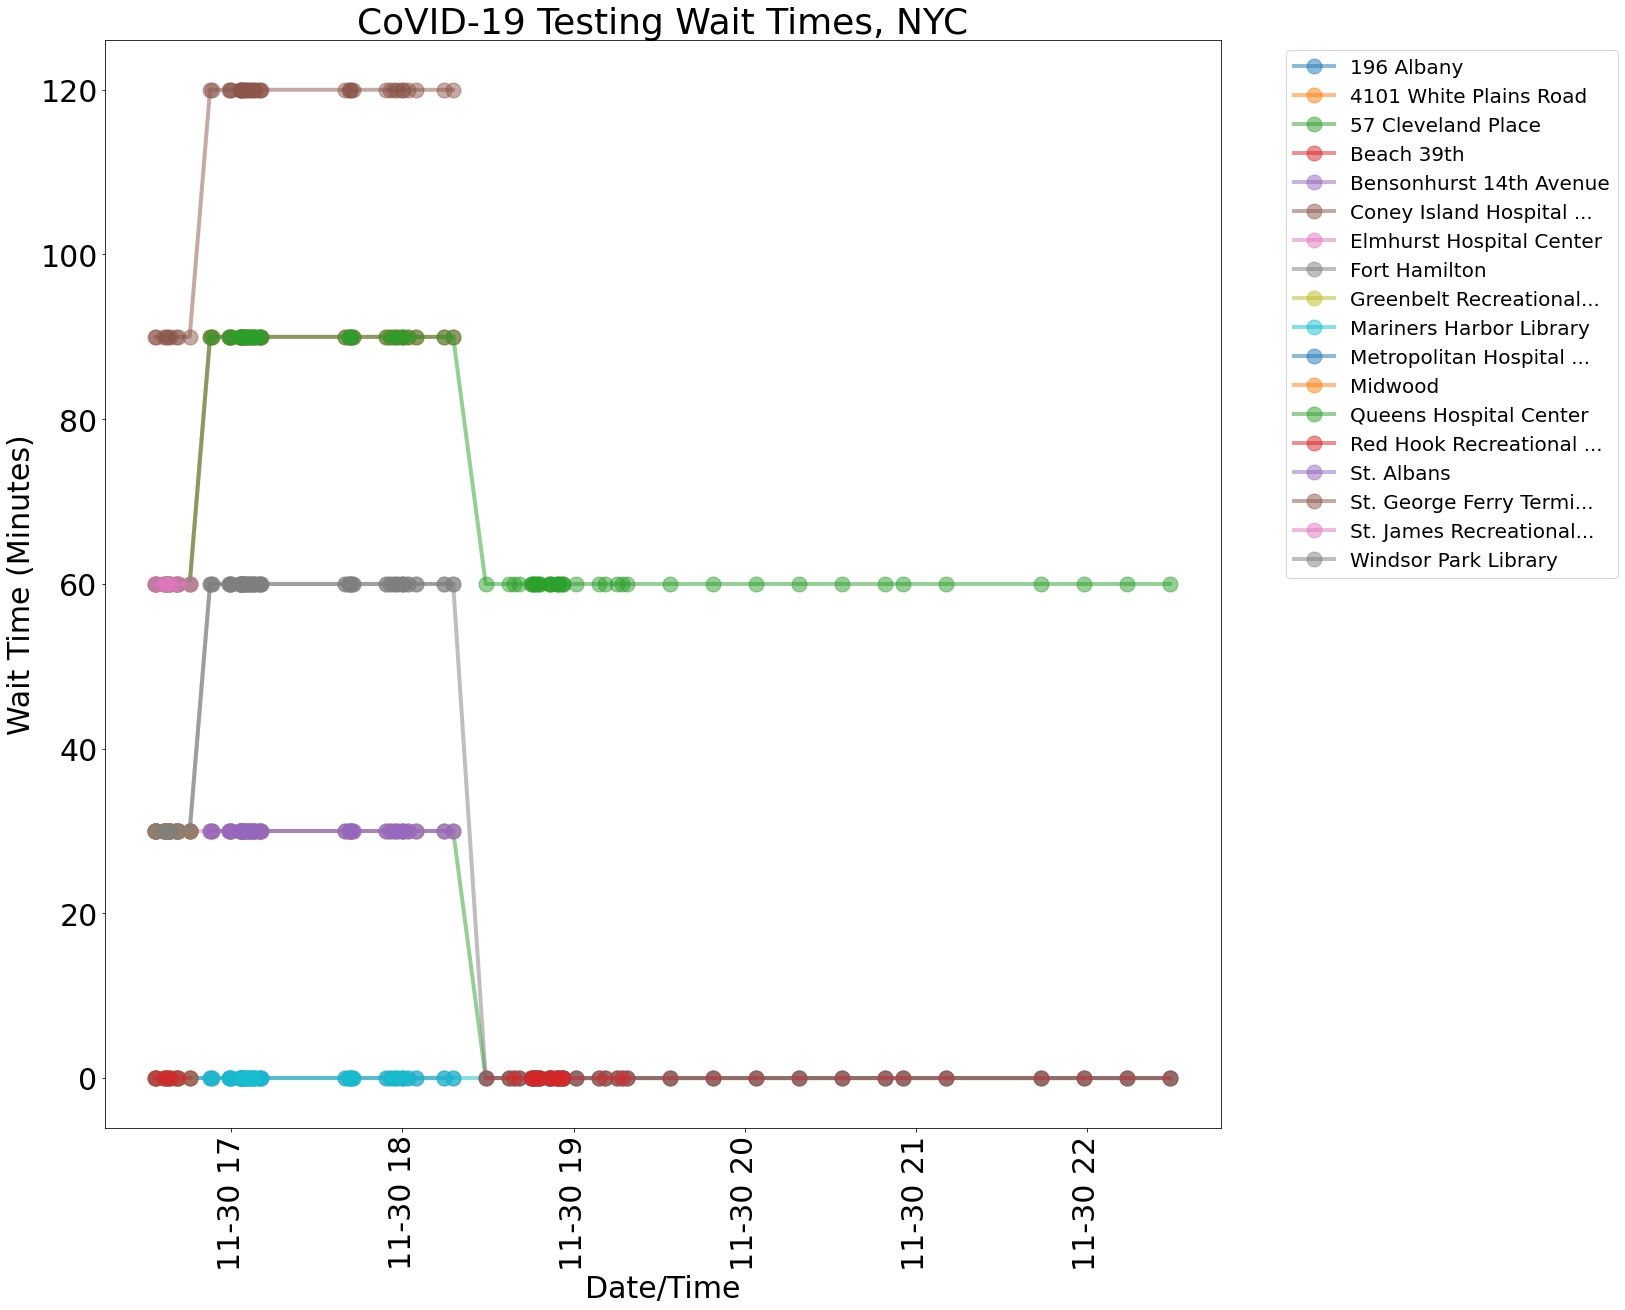 CoVID-19 Testing Wait Times, NYC
Wait Time (Minutes)
120
100
80
60
40
20
0
11-30 17
11-30 18
11-30 19
11-30 20
11-30 21
11-30 22
Date/Time
196 Albany
4101 White Plains Road
57 Cleveland Place
Beach 39th
Bensonhurst 14th Avenue
Coney Island Hospital ...
Elmhurst Hospital Center
Fort Hamilton
Greenbelt Recreational...
Mariners Harbor Library
Metropolitan Hospital ...
Midwood
Queens Hospital Center
Red Hook Recreational ...
St. Albans
St. George Ferry Termi...
St. James Recreational...
Windsor Park Library